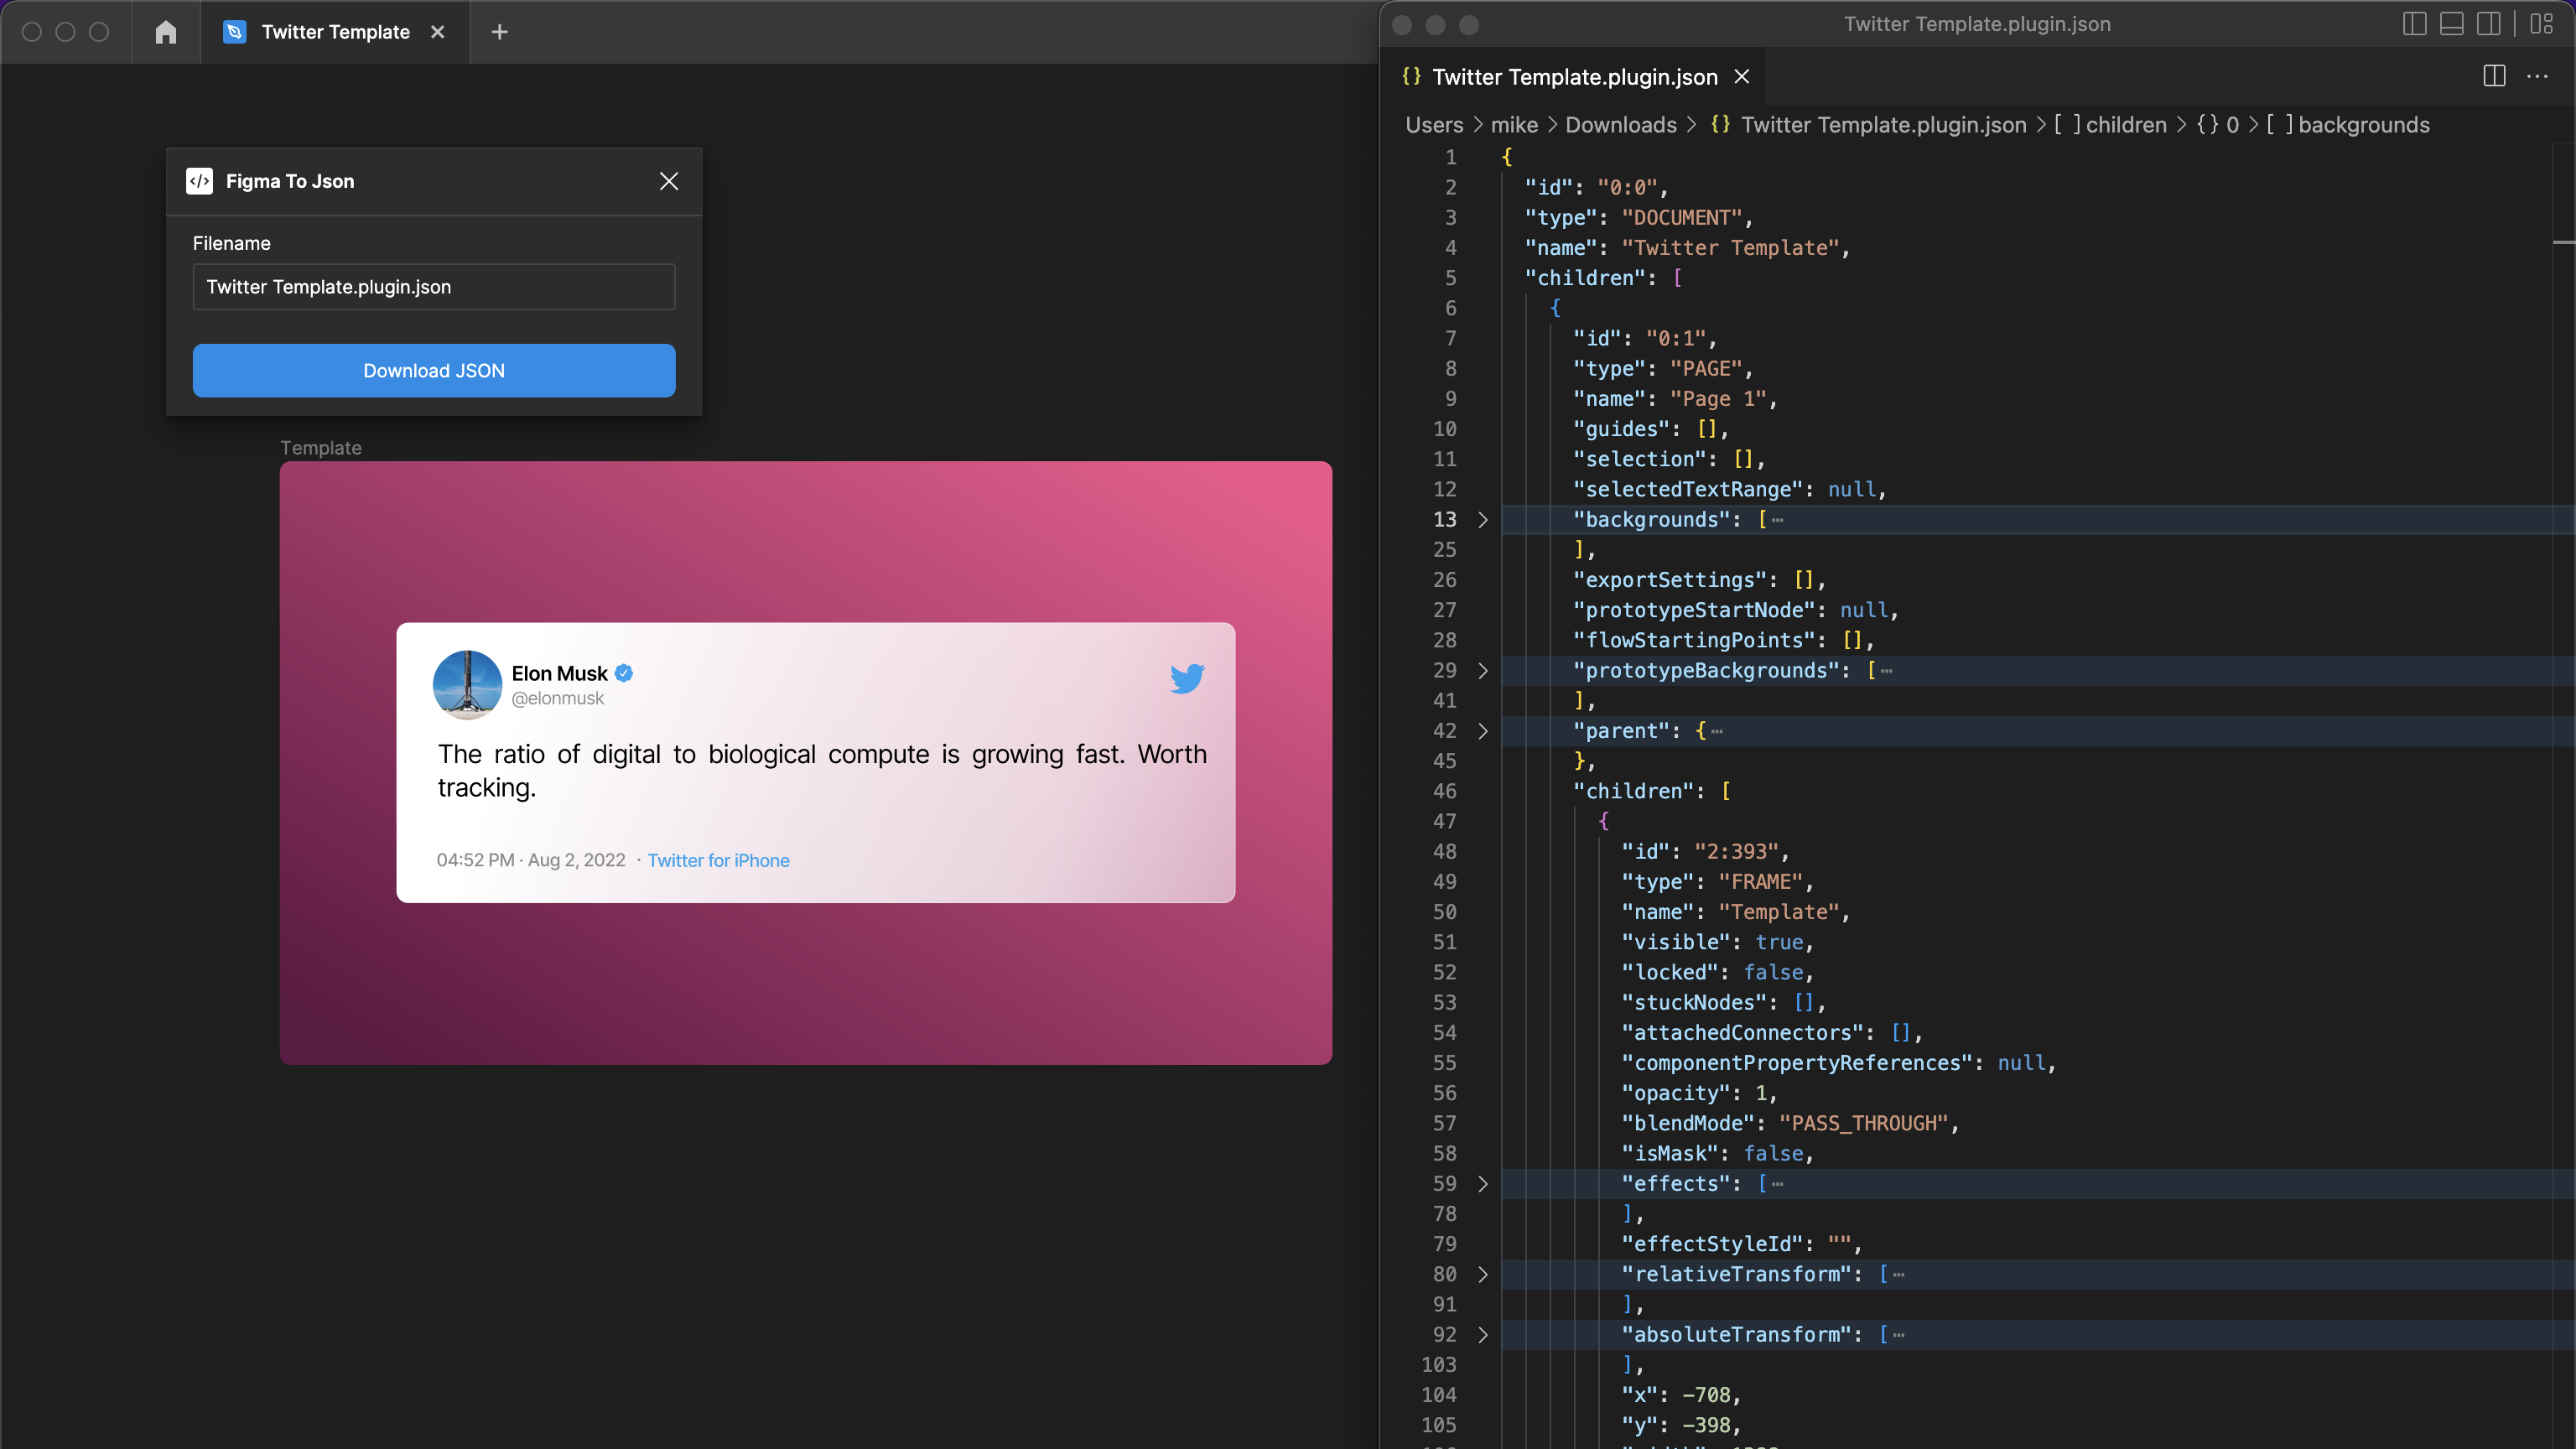 Twitter Template
Figma To Json
Filename
Twitter Template.plugin.json
Download JSON
Template
Elon Musk
@elonmusk
The ratio of digital to biological compute is growing fast. Worth
tracking.
04:52 PM · Aug 2, 2022 · Twitter for iPhone
Twitter Template.plugin.json
{} Twitter Template.plugin.json
Users > mike > Downloads > {} Twitter Template.plugin.json > [ ] children > {} 0 > [ ] backgrounds
1 {
2 "id": "0:0",
3 "type": "DOCUMENT",
4 "name": "Twitter Template",
5 "children": [
6 {
7 "id": "0:1",
8 "type": "PAGE",
9 "name": "Page 1",
10 "guides": [],
11 "selection": [],
12 "selectedTextRange": null,
13 > "backgrounds": [ …
25 ],
26 "exportSettings": [],
27 "prototypeStartNode": null,
28 "flowStartingPoints": [],
29 > "prototypeBackgrounds": [ …
41 ],
42 > "parent": { …
45 },
46 "children": [
47 {
48 "id": "2:393",
49 "type": "FRAME",
50 "name": "Template",
51 "visible": true,
52 "locked": false,
53 "stuckNodes": [],
54 "attachedConnectors": [],
55 "componentPropertyReferences": null,
56 "opacity": 1,
57 "blendMode": "PASS_THROUGH",
58 "isMask": false,
59 > "effects": [ …
78 ],
79 "effectStyleId": "",
80 > "relativeTransform": [ …
91 ],
92 > "absoluteTransform": [ …
103 ],
104 "x": -708,
105 "y": -398,